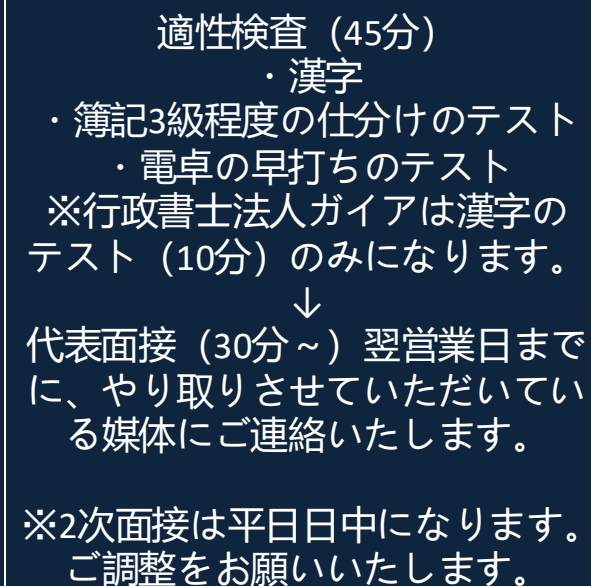 適性検査（45分）
・漢字
・簿記3級程度の仕分けのテスト
・電卓の早打ちのテスト
※行政書士法人ガイアは漢字の
テスト（10分）のみになります。
↓
代表面接（30分～）翌営業日まで
に、やり取りさせていただいてい
る媒体にご連絡いたします。
※2次面接は平日日中になります。
ご調整をお願いいたします。